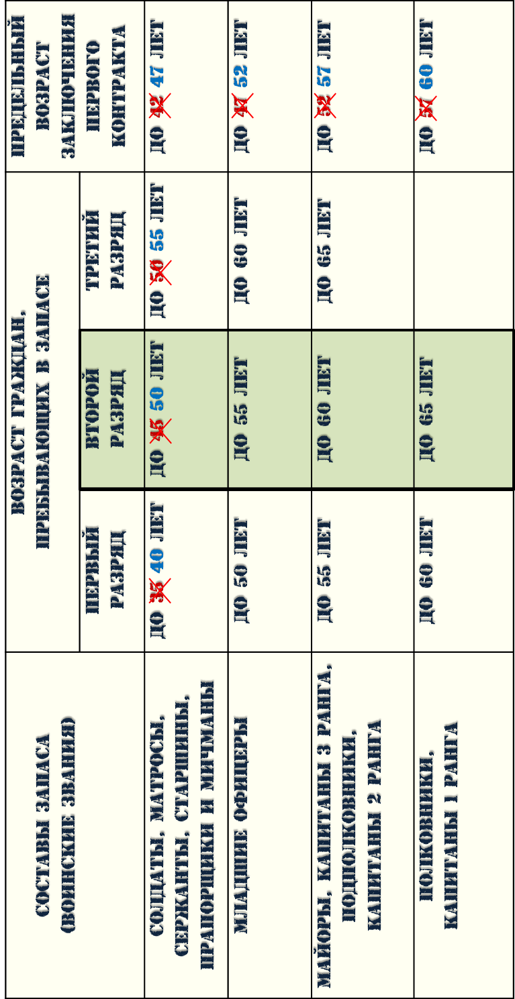 СОСТАВЫ ЗАПАСА
(ВОИНСКИЕ ЗВАНИЯ)
ВОЗРАСТ ГРАЖДАН,
ПРЕБЫВАЮЩИХ В ЗАПАСЕ
ПРЕДЕЛЬНЫЙ
ВОЗРАСТ
ЗАКЛЮЧЕНИЯ
ПЕРВОГО
КОНТРАКТА
ПЕРВЫЙ
РАЗРЯД
ВТОРОЙ
РАЗРЯД
ТРЕТИЙ
РАЗРЯД
СОЛДАТЫ, МАТРОСЫ,
СЕРЖАНТЫ, СТАРШИНЫ,
ПРАПОРЩИКИ И МИЧМАНЫ
ДО 35 40 ЛЕТ
ДО 45 50 ЛЕТ
ДО 50 55 ЛЕТ
ДО 42 47 ЛЕТ
МЛАДШИЕ ОФИЦЕРЫ
ДО 50 ЛЕТ
ДО 55 ЛЕТ
ДО 60 ЛЕТ
ДО 47 52 ЛЕТ
МАЙОРЫ, КАПИТАНЫ 3 РАНГА,
ПОДПОЛКОВНИКИ,
КАПИТАНЫ 2 РАНГА
ДО 55 ЛЕТ
ДО 60 ЛЕТ
ДО 65 ЛЕТ
ДО 52 57 ЛЕТ
ПОЛКОВНИКИ,
КАПИТАНЫ 1 РАНГА
ДО 60 ЛЕТ
ДО 65 ЛЕТ
ДО 57 60 ЛЕТ